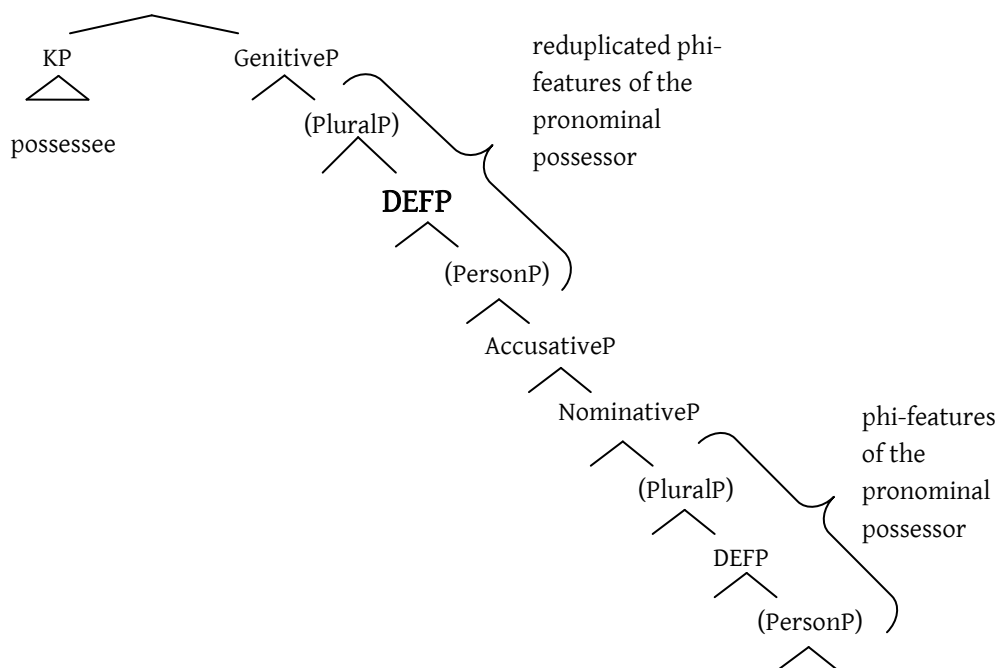 KP
GenitiveP
possessee
(PluralP)
DEFP
(PersonP)
reduplicated phi-
features of the
pronominal
possessor
AccusativeP
NominativeP
(PluralP)
DEFP
(PersonP)
phi-features
of the
pronominal
possessor